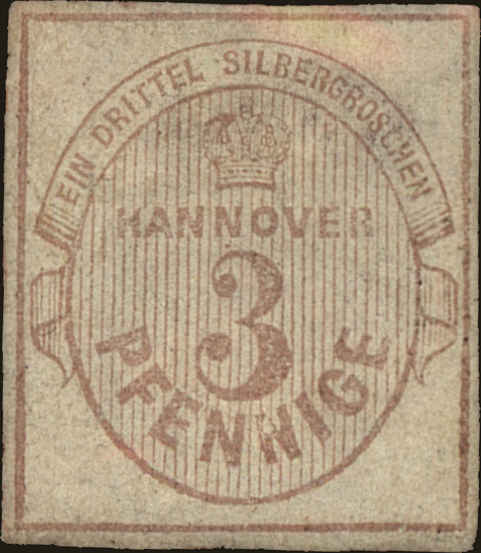 EIN DRITTEL SILBERGROSCHEN
HANNOVER
3
PFENNIGE